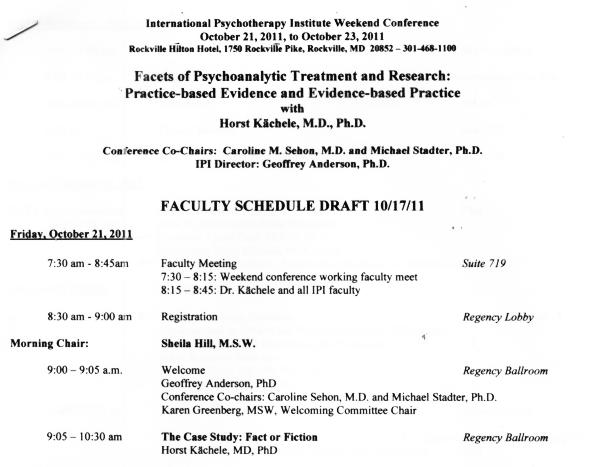 International Psychotherapy Institute Weekend Conference
October 21, 2011, to October 23, 2011
Rockville Hilton Hotel, 1750 Rockville Pike, Rockville, MD 20852 – 301-468-1100
Facets of Psychoanalytic Treatment and Research:
Practice-based Evidence and Evidence-based Practice
with
Horst Kächele, M.D., Ph.D.
Conference Co-Chairs: Caroline M. Sehon, M.D. and Michael Stadter, Ph.D.
IPI Director: Geoffrey Anderson, Ph.D.
FACULTY SCHEDULE DRAFT 10/17/11
Friday, October 21, 2011
7:30 am - 8:45am Faculty Meeting Suite 719
7:30 – 8:15: Weekend conference working faculty meet
8:15 – 8:45: Dr. Kächele and all IPI faculty
8:30 am - 9:00 am Registration Regency Lobby
Morning Chair: Sheila Hill, M.S.W.
9:00 – 9:05 a.m. Welcome Regency Ballroom
Geoffrey Anderson, PhD
Conference Co-chairs: Caroline Sehon, M.D. and Michael Stadter, Ph.D.
Karen Greenberg, MSW, Welcoming Committee Chair
9:05 – 10:30 am The Case Study: Fact or Fiction Regency Ballroom
Horst Kächele, MD, PhD